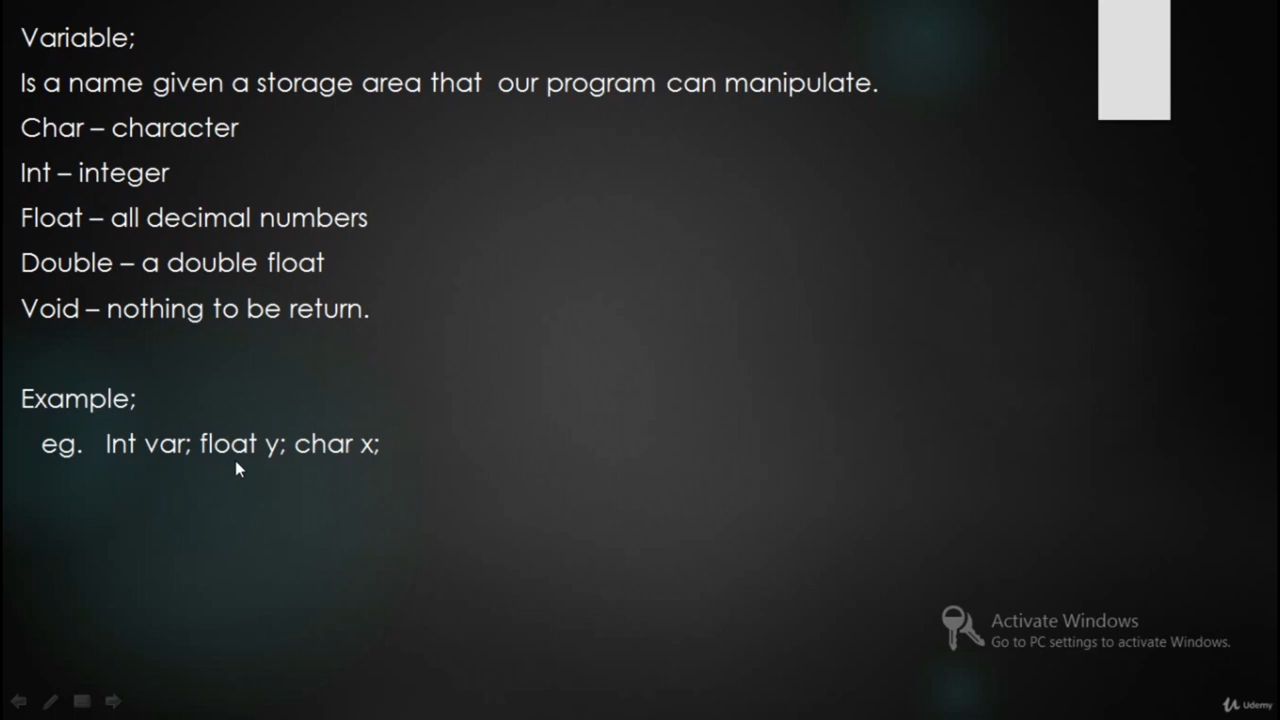 Variable;
Is a name given a storage area that our program can manipulate.
Char – character
Int – integer
Float – all decimal numbers
Double – a double float
Void – nothing to be return.
Example;
eg. Int var; float y; char x;
Activate Windows
Go to PC settings to activate Windows.
Udemy